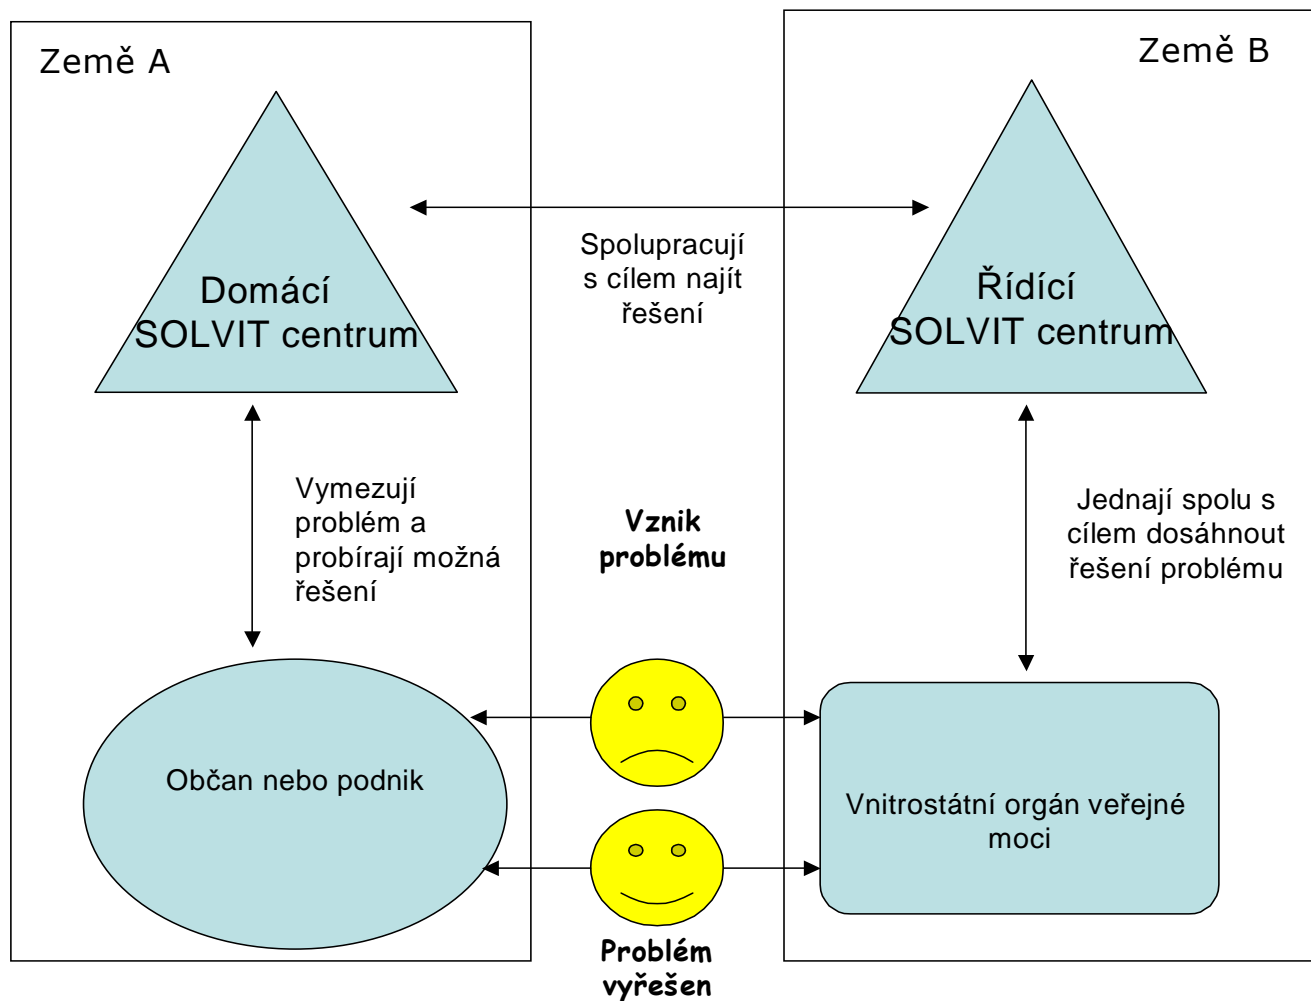 Země A
Země B
Domácí
SOLVIT centrum
Spolupracují
s cílem najít
řešení
Řídící
SOLVIT centrum
Vymezují
problém a
probírají možná
řešení
Vznik
problému
Jednají spolu s
cílem dosáhnout
řešení problému
Občan nebo podnik
Vnitrostátní orgán veřejné
moci
Problém
vyřešen